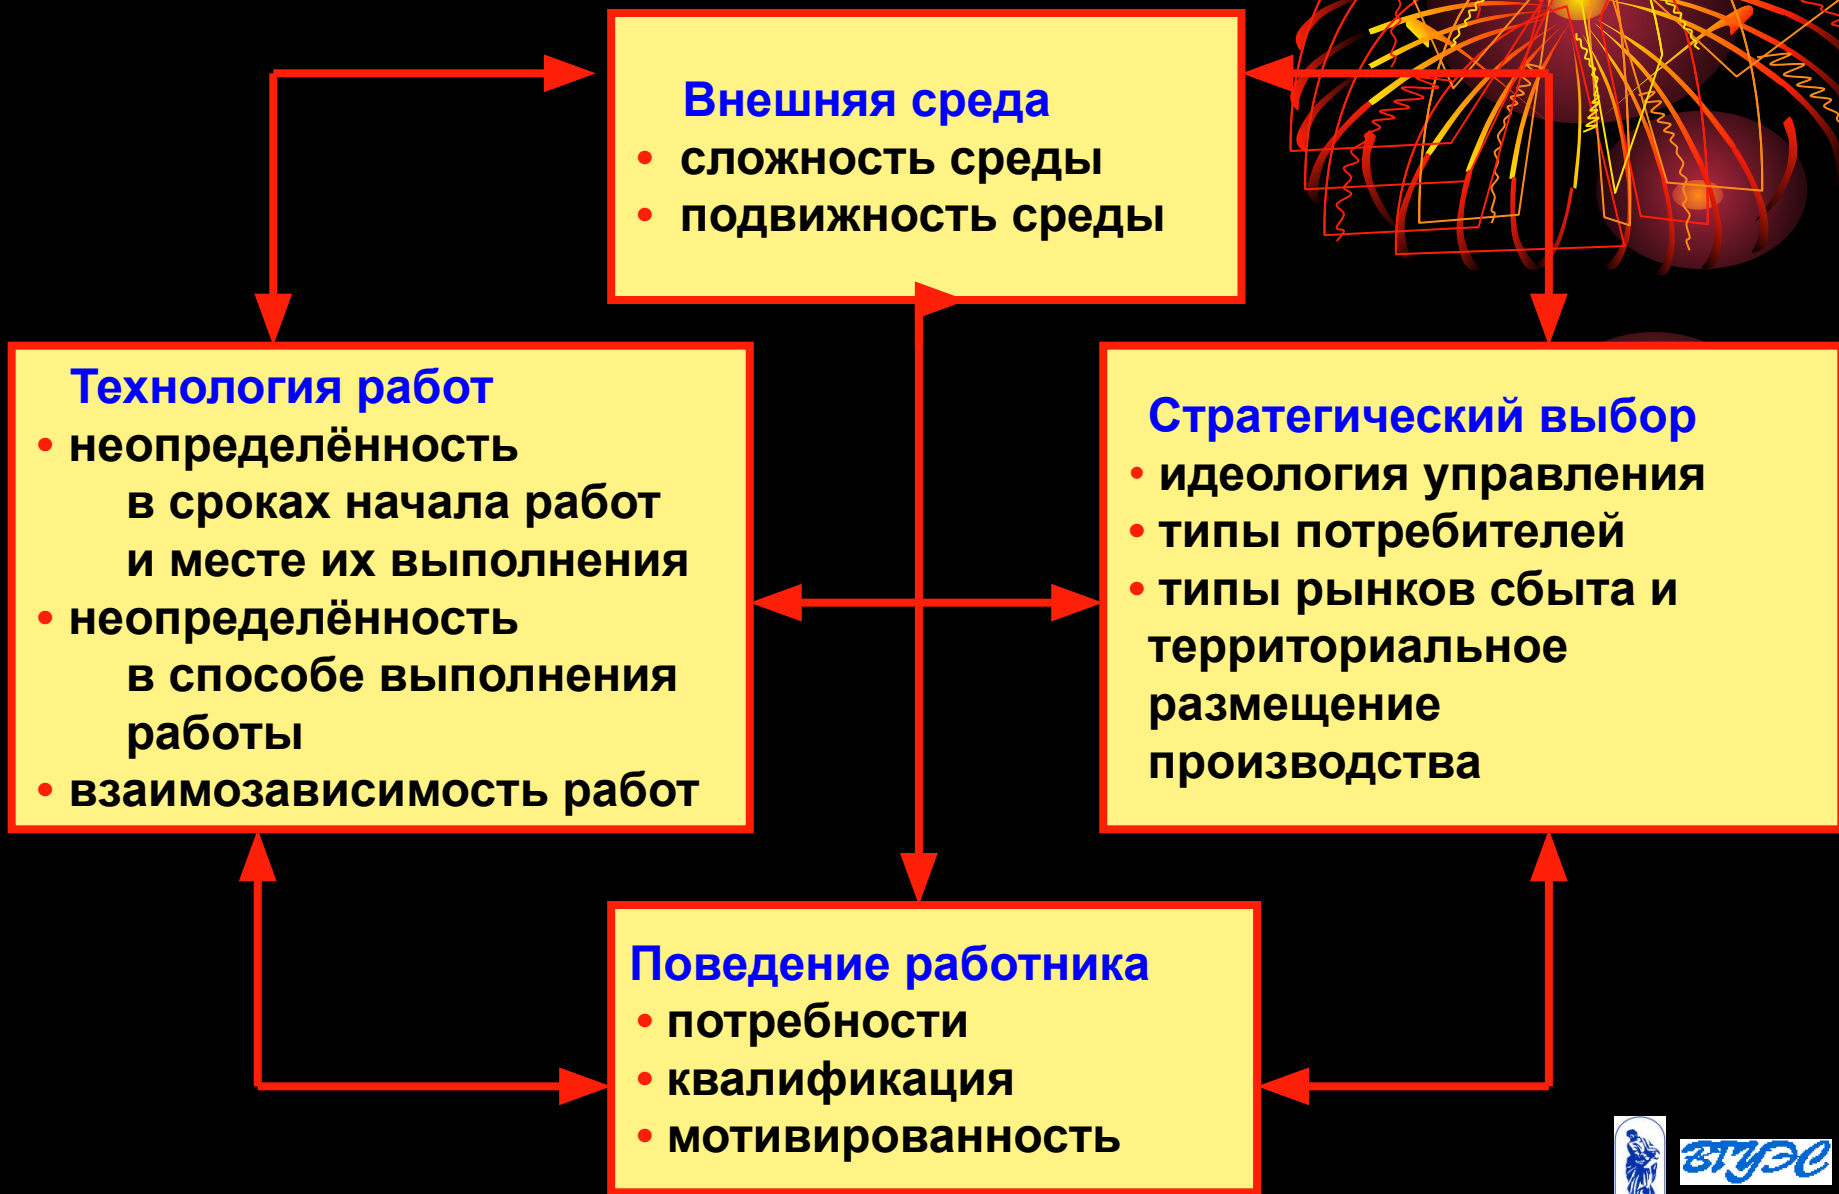 Внешняя среда
• сложность среды
• подвижность среды
Технология работ
• неопределённость
в сроках начала работ
и месте их выполнения
• неопределённость
в способе выполнения
работы
• взаимозависимость работ
Стратегический выбор
• идеология управления
• типы потребителей
• типы рынков сбыта и
территориальное
размещение
производства
Поведение работника
• потребности
• квалификация
• мотивированность
ВГУЭС